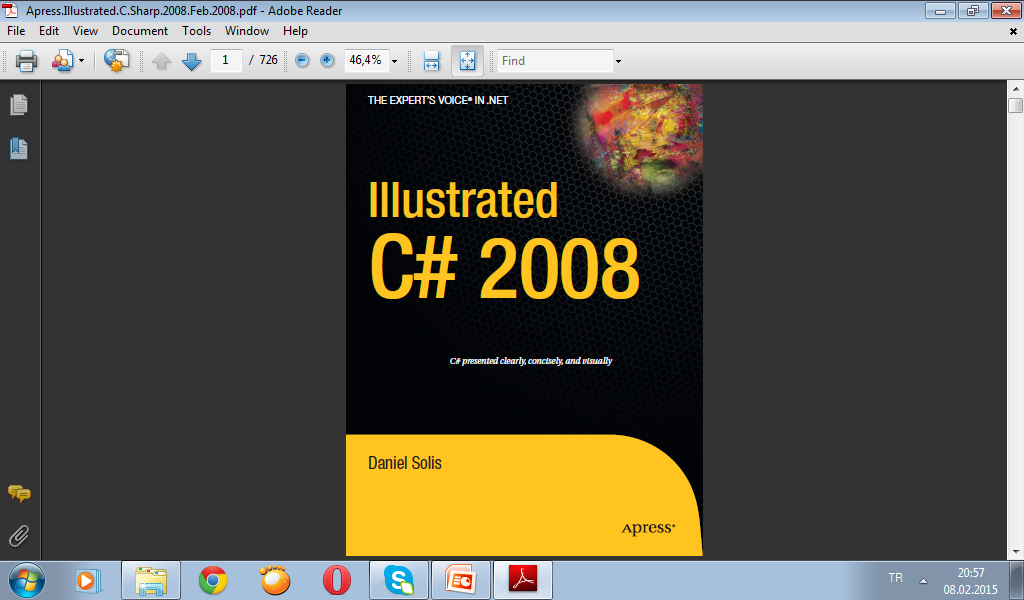 Apress.Illustrated.C.Sharp.2008.Feb.2008.pdf - Adobe Reader
File Edit View Document Tools Window Help
1 / 726 46,4% Find
THE EXPERT'S VOICE® IN .NET
Illustrated
C# 2008
C# presented clearly, concisely, and visually
Daniel Solis
Apress®
TR
20:57
08.02.2015